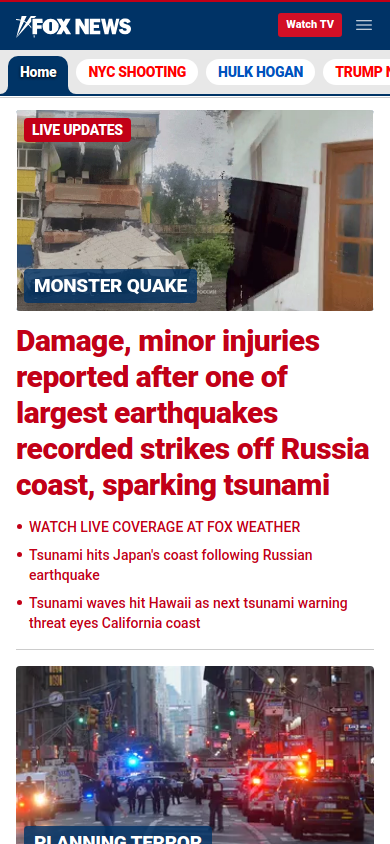 FOX NEWS
Watch TV
Home
NYC SHOOTING
HULK HOGAN
TRUMP
LIVE UPDATES
MONSTER QUAKE
Damage, minor injuries
reported after one of
largest earthquakes
recorded strikes off Russia
coast, sparking tsunami
• WATCH LIVE COVERAGE AT FOX WEATHER
• Tsunami hits Japan's coast following Russian
earthquake
• Tsunami waves hit Hawaii as next tsunami warning
threat eyes California coast
PLANNING TERROR